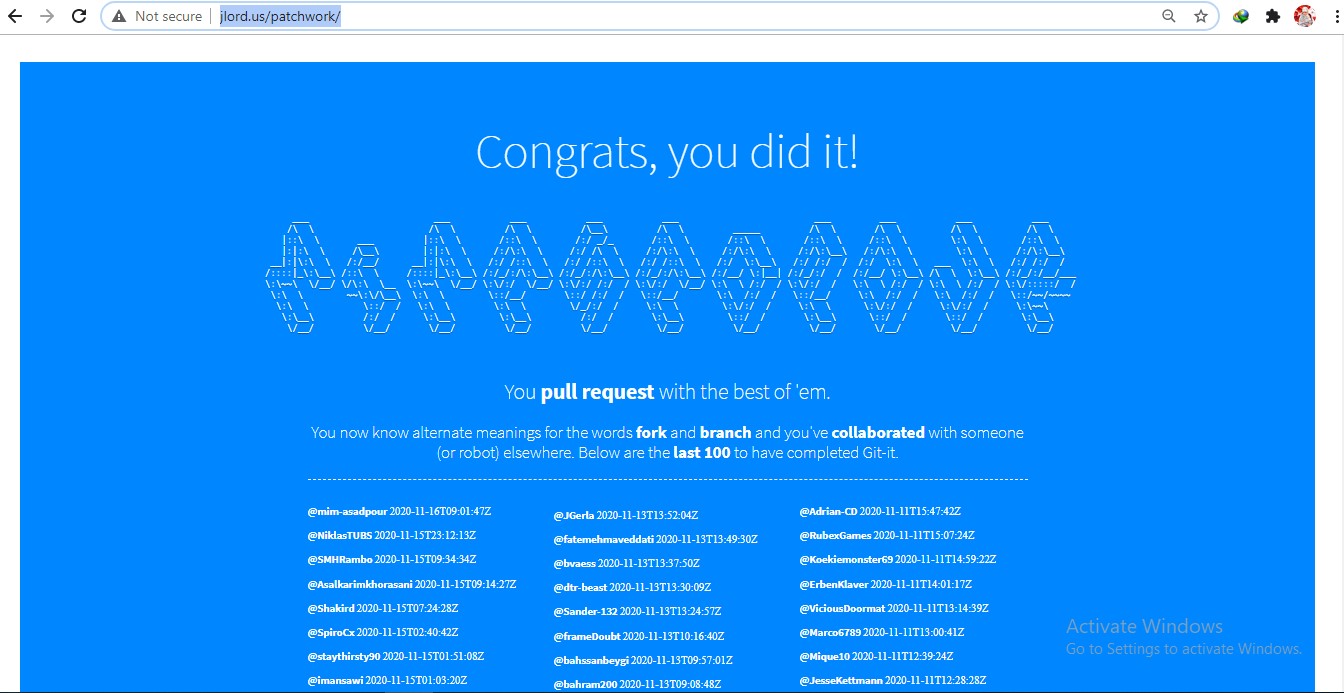 Not secure
jlord.us/patchwork/
Congrats, you did it!
MIMASADPOUR
You pull request with the best of 'em.
You now know alternate meanings for the words fork and branch and you've collaborated with someone
(or robot) elsewhere. Below are the last 100 to have completed Git-it.
@mim-asadpour 2020-11-16T09:01:47Z
@NiklasTUBS 2020-11-15T23:12:13Z
@SMHRambo 2020-11-15T09:34:34Z
@Asalkarimkhorasani 2020-11-15T09:14:27Z
@Shakird 2020-11-15T07:24:28Z
@SpiroCx 2020-11-15T02:40:42Z
@staythirsty90 2020-11-15T01:51:08Z
@imansawi 2020-11-15T01:03:20Z
@JGerla 2020-11-13T13:52:04Z
@fatemehmaveddati 2020-11-13T13:49:30Z
@bvaess 2020-11-13T13:37:50Z
@dtr-beast 2020-11-13T13:30:09Z
@Sander-132 2020-11-13T13:24:57Z
@frameDoubt 2020-11-13T10:16:40Z
@bahssanbeygi 2020-11-13T09:57:01Z
@bahram200 2020-11-13T09:08:48Z
@Adrian-CD 2020-11-11T15:47:42Z
@RubexGames 2020-11-11T15:07:24Z
@Koekiemonster69 2020-11-11T14:59:22Z
@ErbenKlaver 2020-11-11T14:01:17Z
@ViciousDoormat 2020-11-11T13:14:39Z
@Marco6789 2020-11-11T13:00:41Z
@Mique10 2020-11-11T12:39:24Z
@JesseKettmann 2020-11-11T12:28:28Z
Activate Windows
Go to Settings to activate Windows.